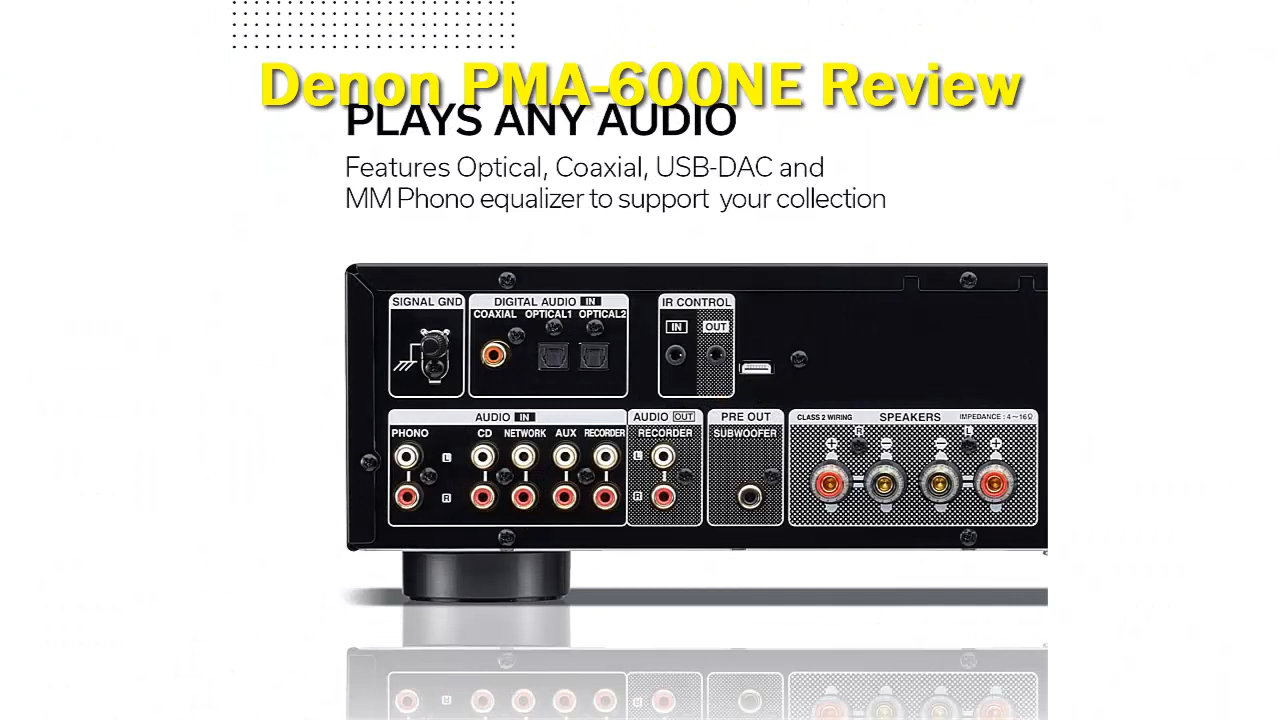 Denon PMA-600NE Review
PLAYS ANY AUDIO
Features Optical, Coaxial, USB-DAC and
MM Phono equalizer to support your collection
SIGNAL GND
DIGITAL AUDIO IN
COAXIAL OPTICAL1 OPTICAL2
IR CONTROL
IN OUT
AUDIO IN
PHONO CD NETWORK AUX RECORDER
L
R
AUDIO OUT
RECORDER
L
R
PRE OUT
SUBWOOFER
CLASS 2 WIRING SPEAKERS IMPEDANCE : 4~16Ω
R L
+ − − +